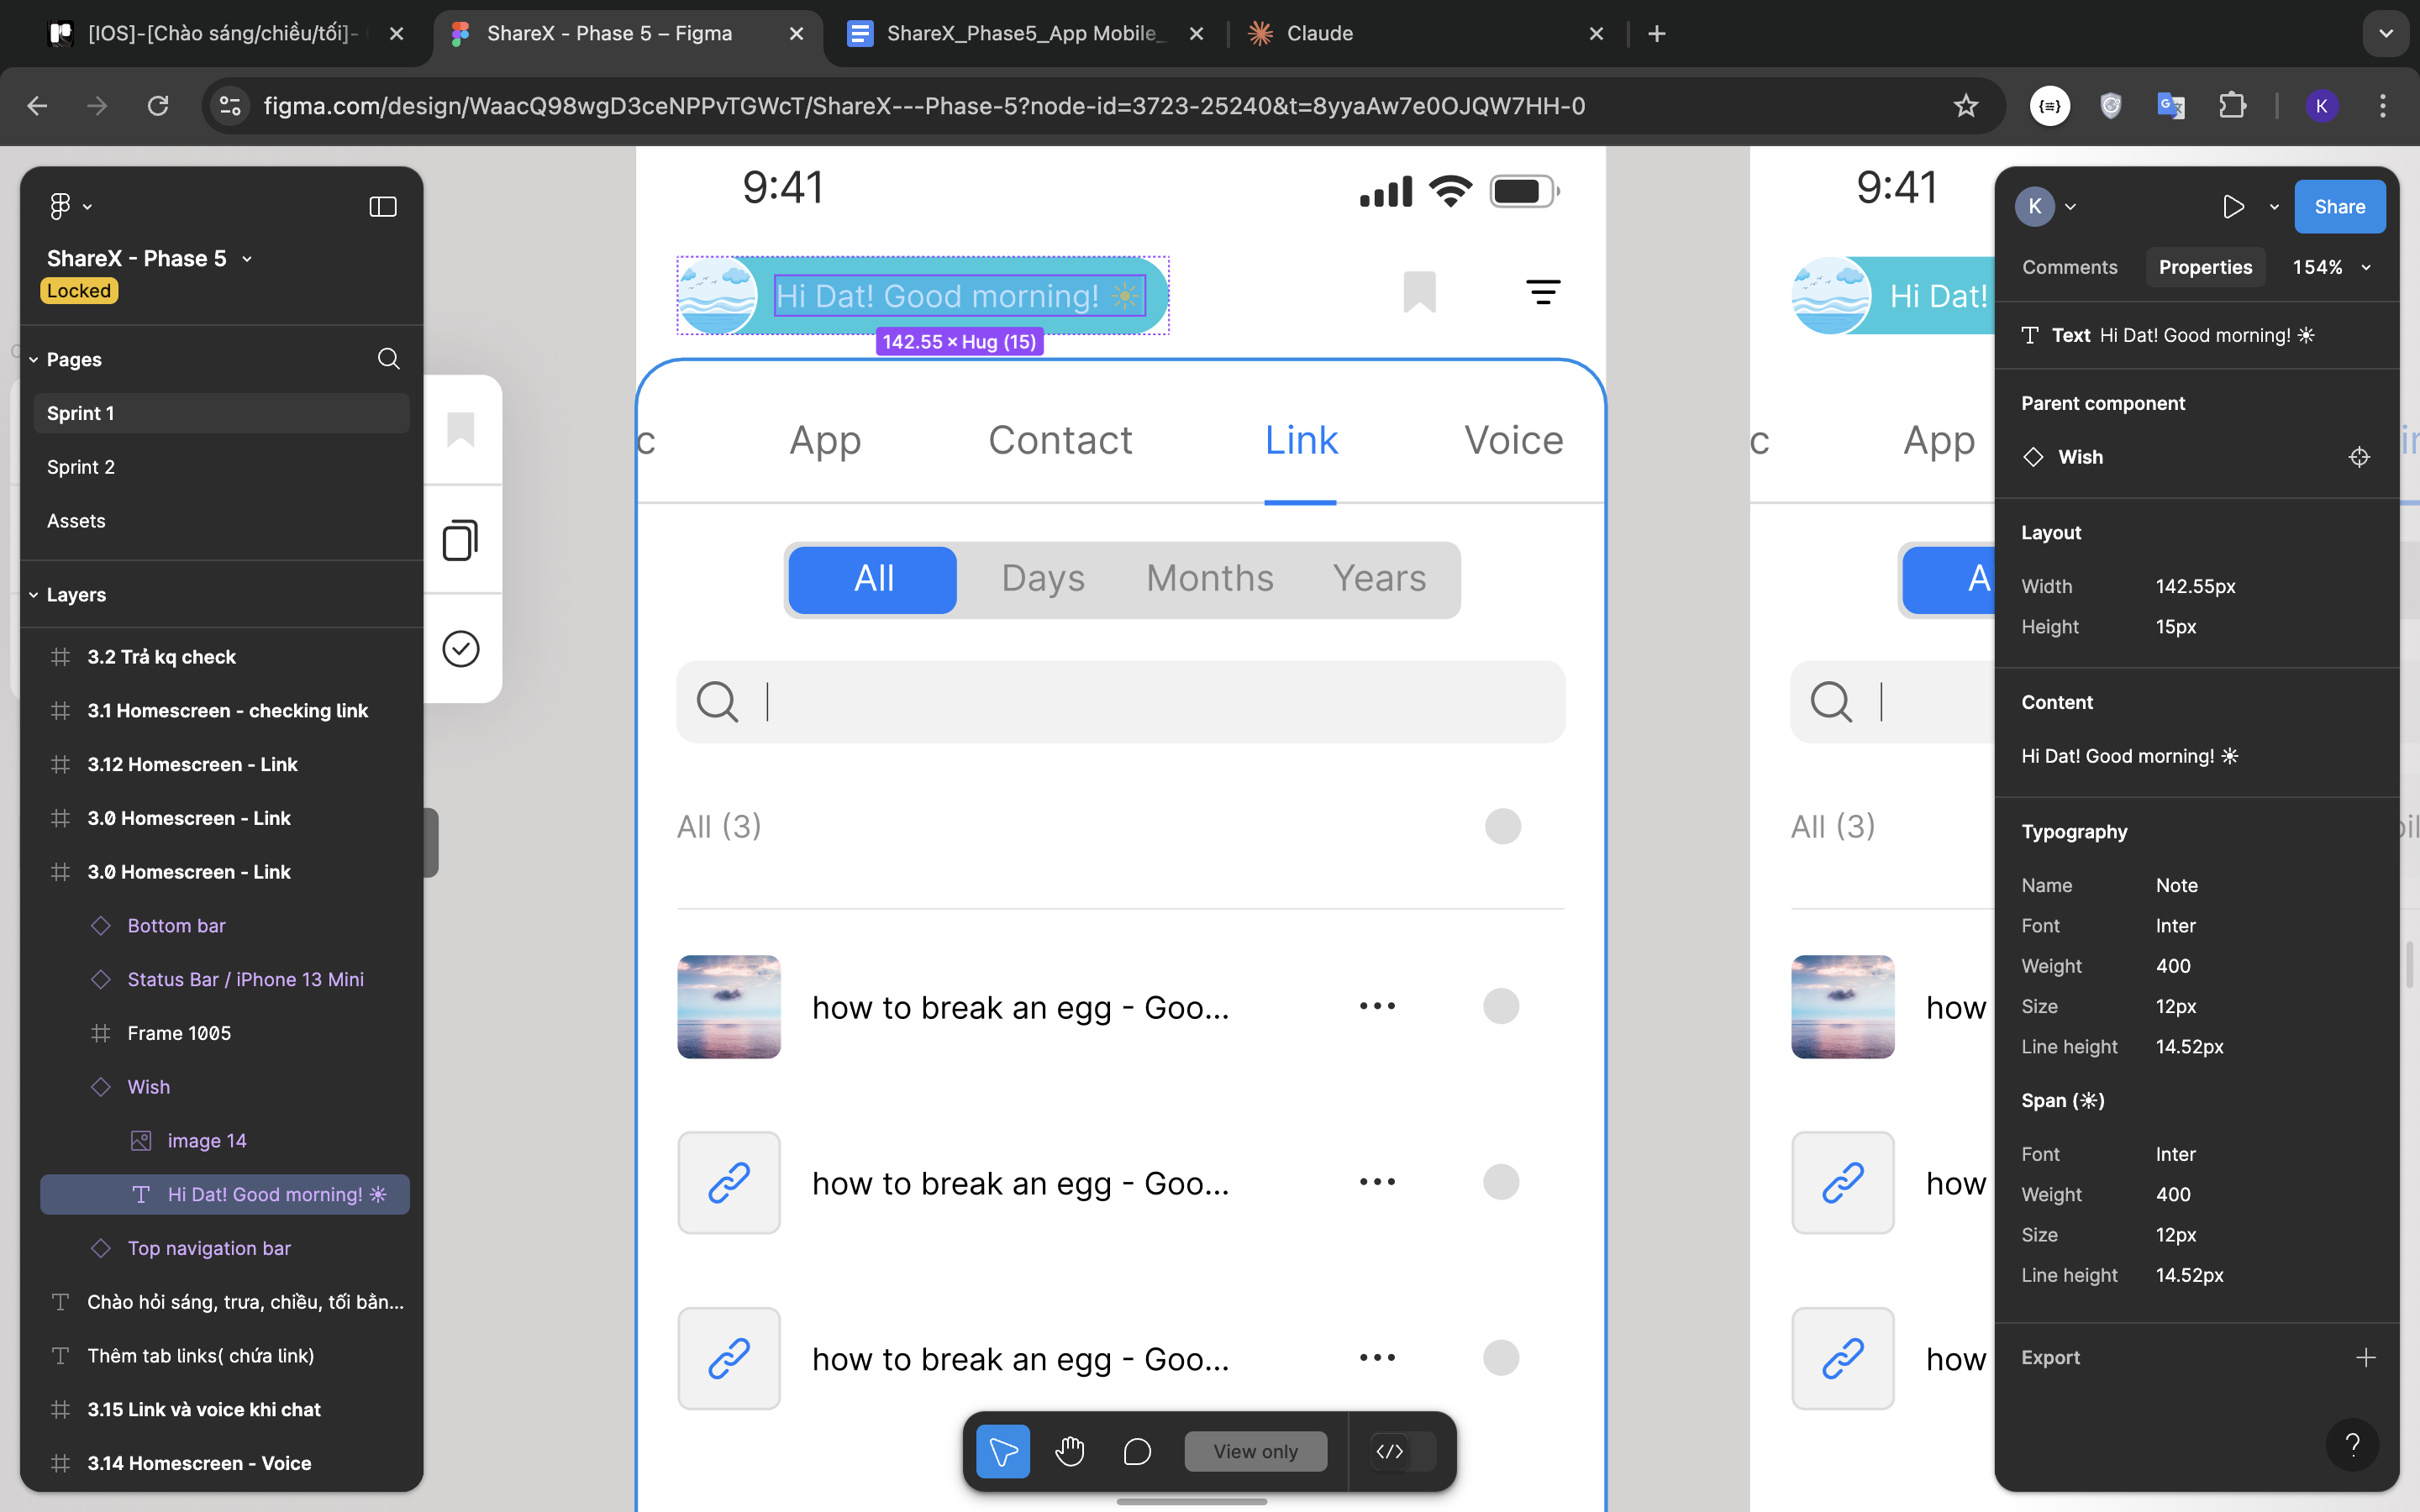 [IOS]-[Chào sáng/chiều/tối]-
ShareX - Phase 5 – Figma
ShareX_Phase5_App Mobile_
Claude
figma.com/design/WaacQ98wgD3ceNPPvTGWcT/ShareX---Phase-5?node-id=3723-25240&t=8yyaAw7e0OJQW7HH-0
K
ShareX - Phase 5
Locked
Pages
Sprint 1
Sprint 2
Assets
Layers
3.2 Trả kq check
3.1 Homescreen - checking link
3.12 Homescreen - Link
3.0 Homescreen - Link
3.0 Homescreen - Link
Bottom bar
Status Bar / iPhone 13 Mini
Frame 1005
Wish
image 14
Hi Dat! Good morning! ☀
Top navigation bar
Chào hỏi sáng, trưa, chiều, tối bằn...
Thêm tab links( chứa link)
3.15 Link và voice khi chat
3.14 Homescreen - Voice
9:41
Hi Dat! Good morning! ☀
142.55 × Hug (15)
c App Contact Link Voice
All Days Months Years
All (3)
how to break an egg - Goo...
how to break an egg - Goo...
how to break an egg - Goo...
View only
9:41
Hi Dat!
c App
A
All (3)
how
how
how
K
Share
Comments Properties 154%
Text Hi Dat! Good morning! ☀
Parent component
Wish
Layout
Width 142.55px
Height 15px
Content
Hi Dat! Good morning! ☀
Typography
Name Note
Font Inter
Weight 400
Size 12px
Line height 14.52px
Span (☀)
Font Inter
Weight 400
Size 12px
Line height 14.52px
Export
?